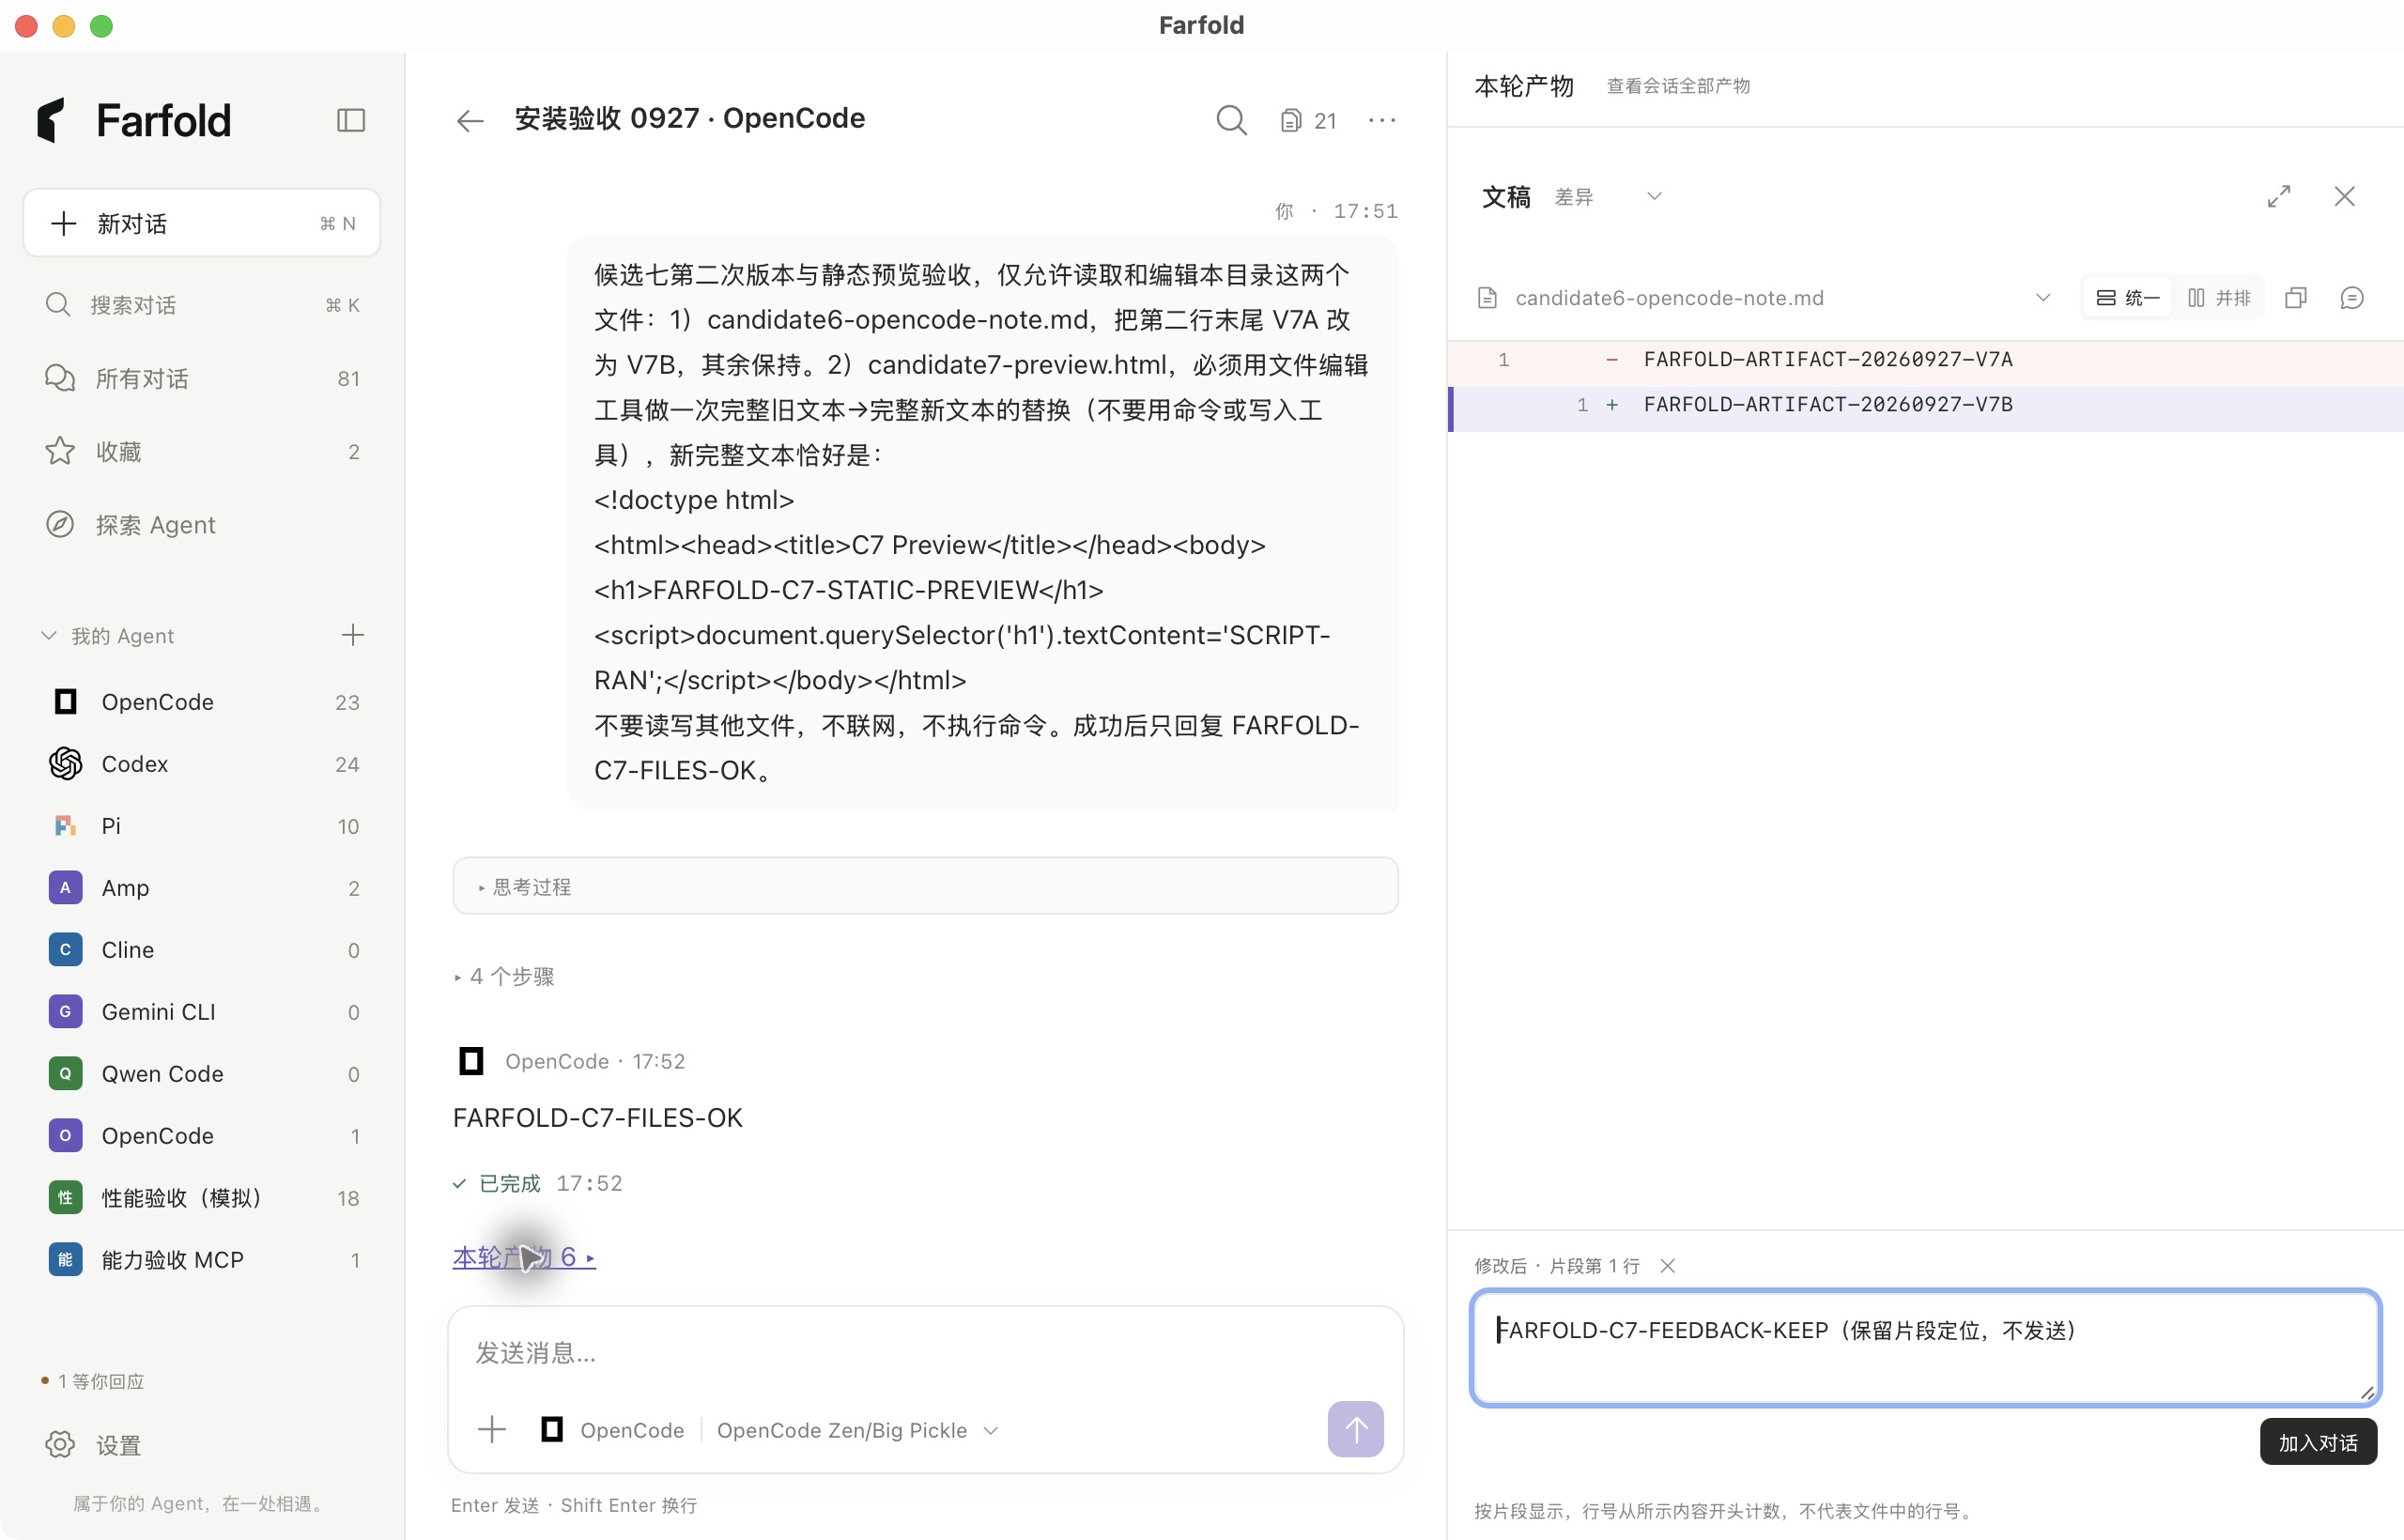 Farfold
Farfold
新对话
⌘ N
搜索对话
⌘ K
所有对话
81
收藏
2
探索 Agent
我的 Agent
OpenCode
23
Codex
24
Pi
10
A
Amp
2
C
Cline
0
G
Gemini CLI
0
Q
Qwen Code
0
O
OpenCode
1
性
性能验收（模拟）
18
能
能力验收 MCP
1
1 等你回应
设置
属于你的 Agent，在一处相遇。
安装验收 0927 · OpenCode
21
你 · 17:51
候选七第二次版本与静态预览验收，仅允许读取和编辑本目录这两个
文件：1）candidate6-opencode-note.md，把第二行末尾 V7A 改
为 V7B，其余保持。2）candidate7-preview.html，必须用文件编辑
工具做一次完整旧文本→完整新文本的替换（不要用命令或写入工
具），新完整文本恰好是：
<!doctype html>
<html><head><title>C7 Preview</title></head><body>
<h1>FARFOLD-C7-STATIC-PREVIEW</h1>
<script>document.querySelector('h1').textContent='SCRIPT-
RAN';</script></body></html>
不要读写其他文件，不联网，不执行命令。成功后只回复 FARFOLD-
C7-FILES-OK。
思考过程
4 个步骤
OpenCode · 17:52
FARFOLD-C7-FILES-OK
已完成 17:52
本轮产物 6
发送消息...
OpenCode
OpenCode Zen/Big Pickle
Enter 发送 · Shift Enter 换行
本轮产物
查看会话全部产物
文稿
差异
candidate6-opencode-note.md
统一
并排
1 − FARFOLD-ARTIFACT-20260927-V7A
1 + FARFOLD-ARTIFACT-20260927-V7B
修改后 · 片段第 1 行
FARFOLD-C7-FEEDBACK-KEEP（保留片段定位，不发送）
加入对话
按片段显示，行号从所示内容开头计数，不代表文件中的行号。